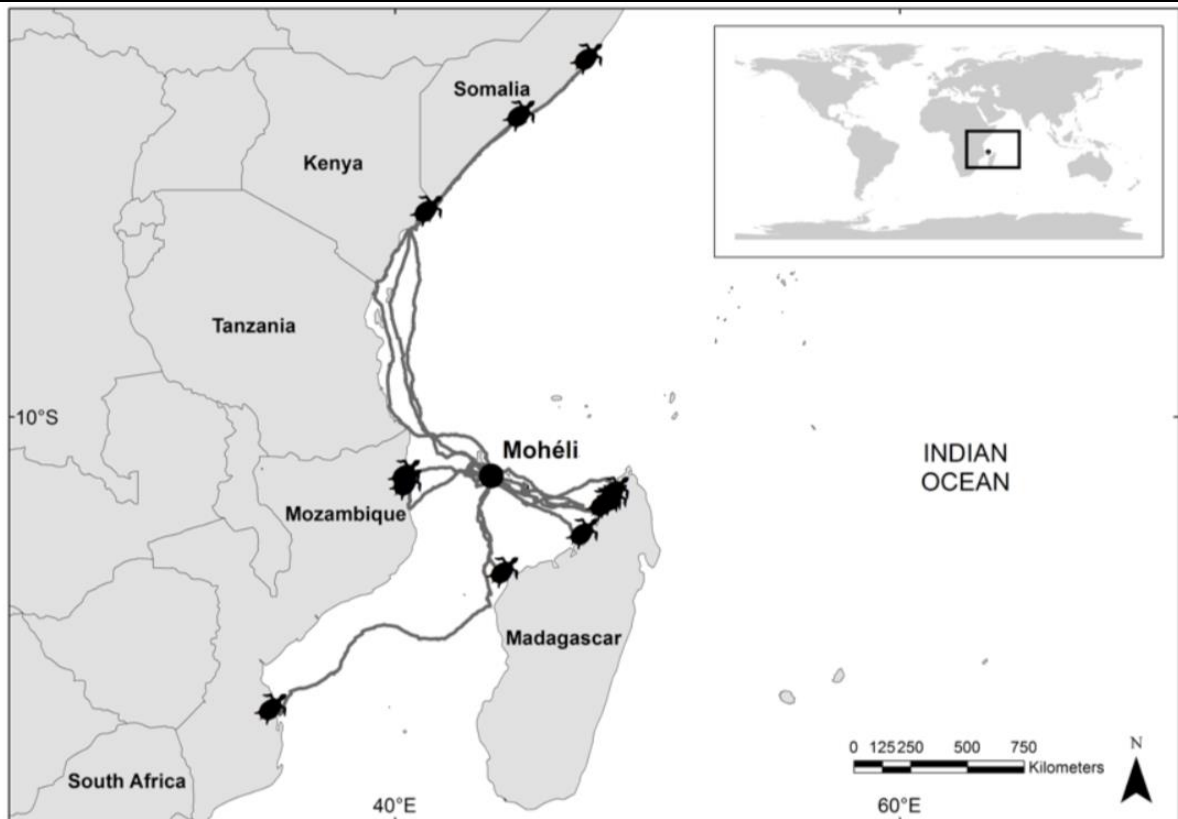 Somalia
Kenya
Tanzania
10°S
Mohéli
INDIAN
OCEAN
Mozambique
Madagascar
0 125 250 500 750
Kilometers
N
South Africa
40°E
60°E